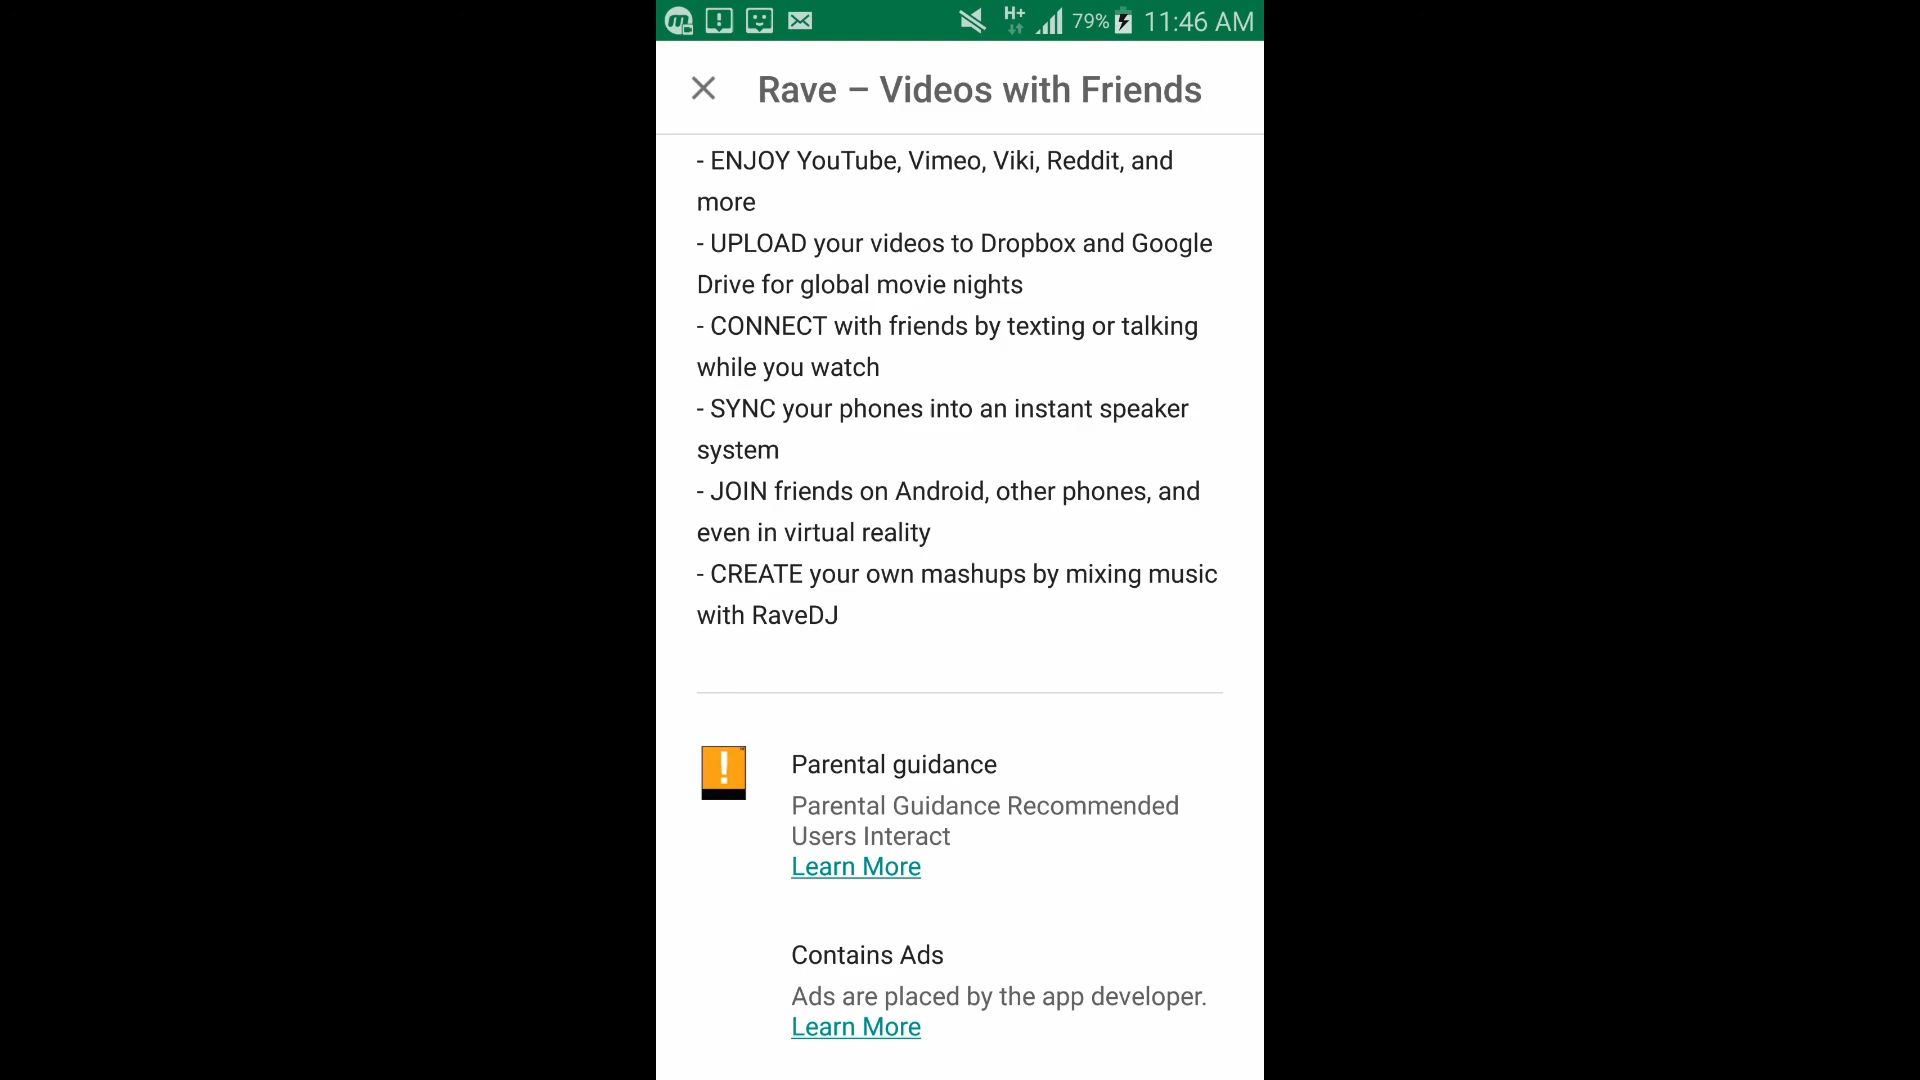 H+ 79% 11:46 AM
Rave – Videos with Friends
- ENJOY YouTube, Vimeo, Viki, Reddit, and
more
- UPLOAD your videos to Dropbox and Google
Drive for global movie nights
- CONNECT with friends by texting or talking
while you watch
- SYNC your phones into an instant speaker
system
- JOIN friends on Android, other phones, and
even in virtual reality
- CREATE your own mashups by mixing music
with RaveDJ
Parental guidance
Parental Guidance Recommended
Users Interact
Learn More
Contains Ads
Ads are placed by the app developer.
Learn More